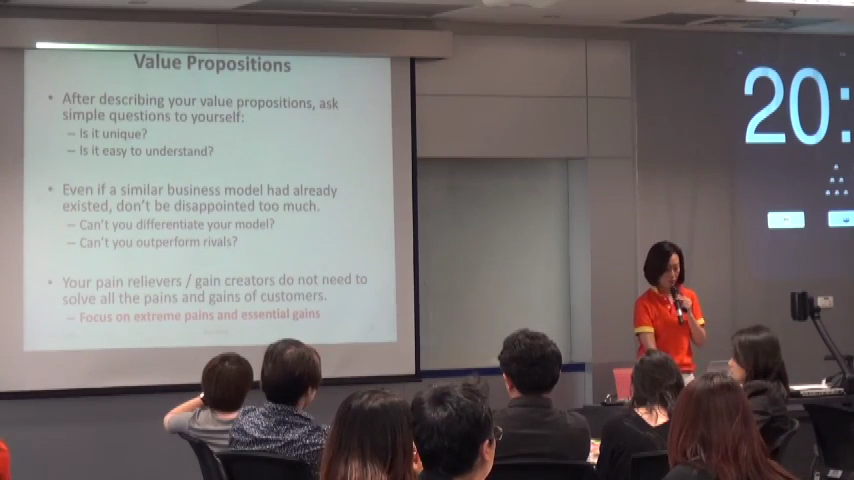 Value Propositions
• After describing your value propositions, ask
simple questions to yourself:
– Is it unique?
– Is it easy to understand?
• Even if a similar business model had already
existed, don't be disappointed too much.
– Can't you differentiate your model?
– Can't you outperform rivals?
• Your pain relievers / gain creators do not need to
solve all the pains and gains of customers.
– Focus on extreme pains and essential gains
20: